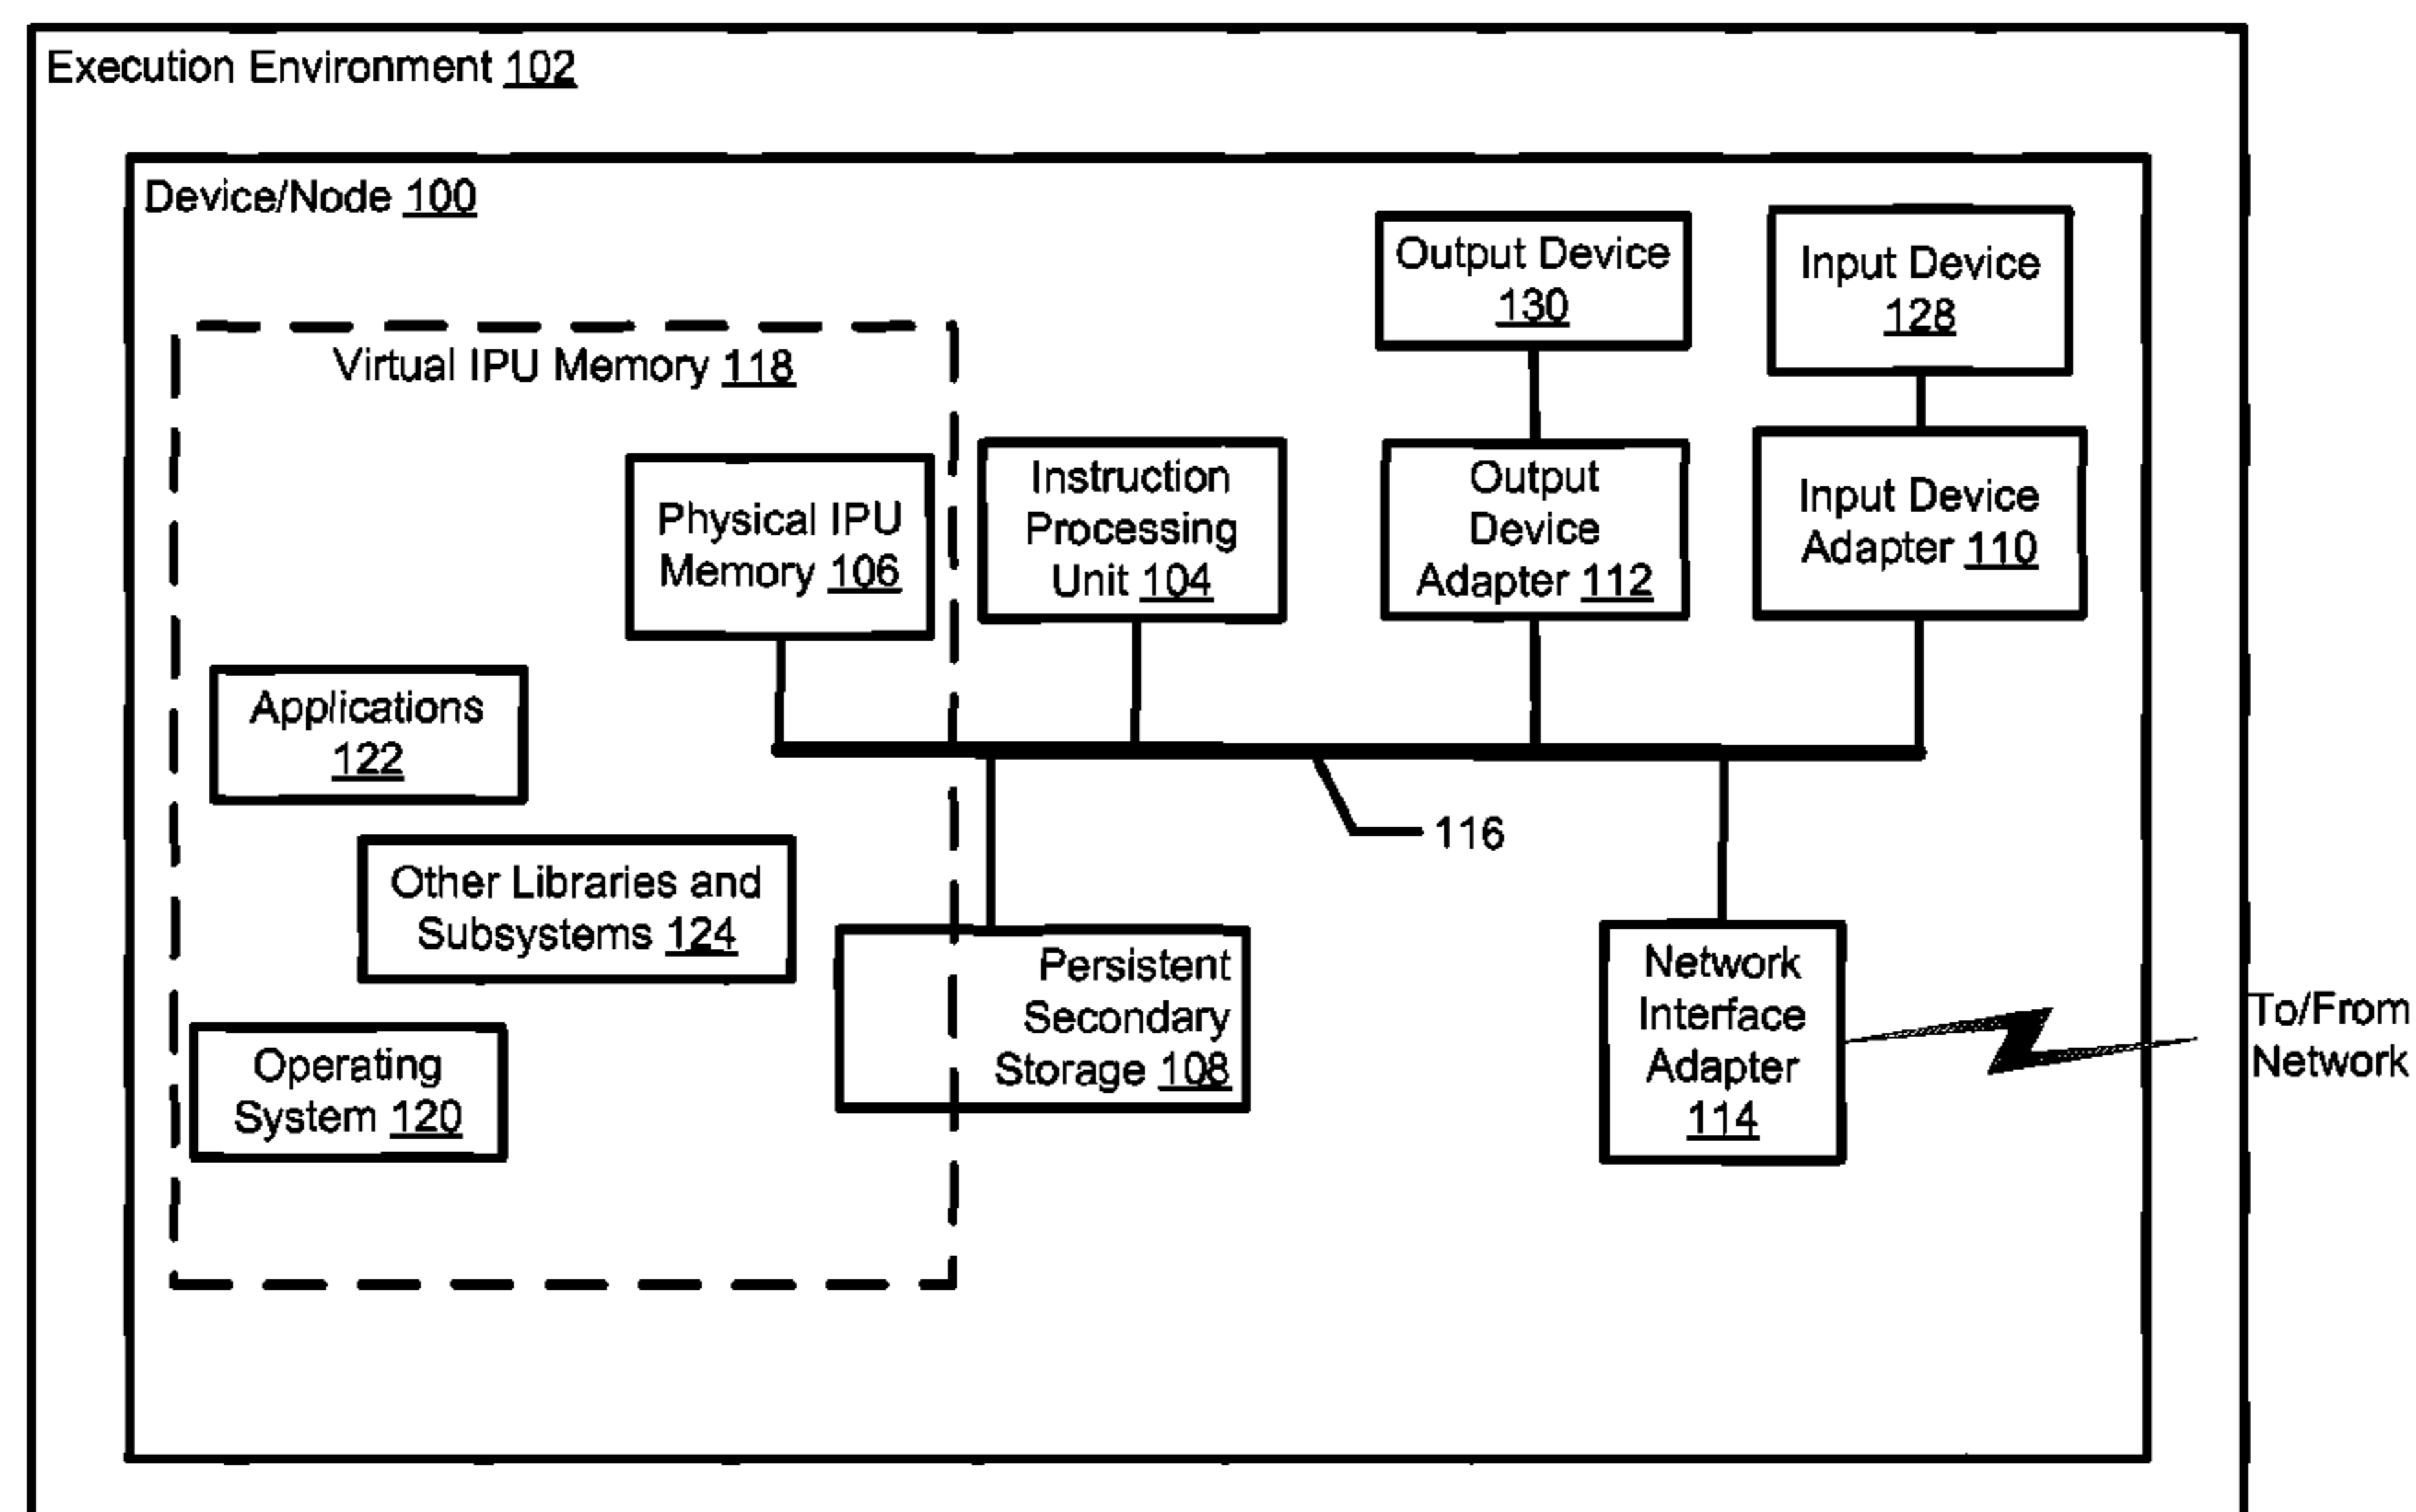 Execution Environment 102
Device/Node 100
Output Device
130
Input Device
128
Virtual IPU Memory 118
Physical IPU
Memory 106
Instruction
Processing
Unit 104
Output
Device
Adapter 112
Input Device
Adapter 110
Applications
122
116
Other Libraries and
Subsystems 124
Persistent
Secondary
Storage 108
Network
Interface
Adapter
114
To/From
Network
Operating
System 120